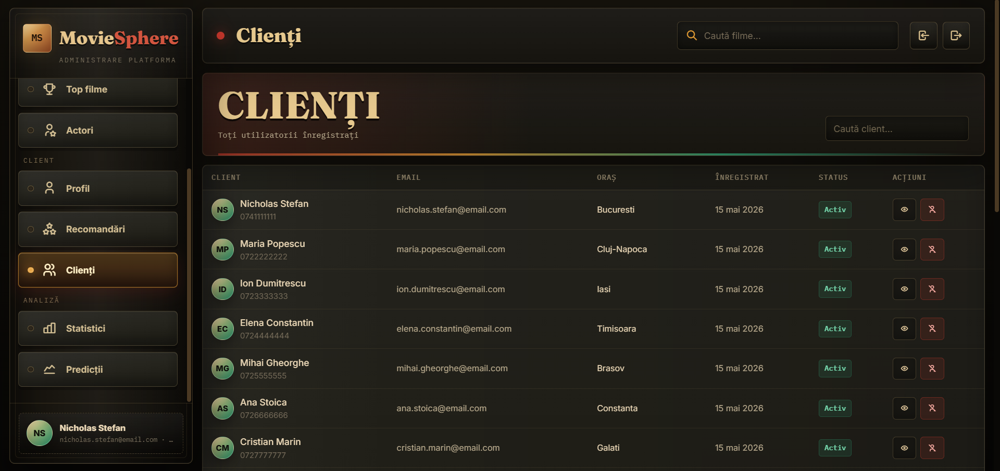 MS
MovieSphere
ADMINISTRARE PLATFORMA
Top filme
Actori
CLIENT
Profil
Recomandări
Clienți
ANALIZĂ
Statistici
Predicții
NS
Nicholas Stefan
nicholas.stefan@email.com · …
Clienți
Caută filme...
CLIENȚI
Toți utilizatorii înregistrați
Caută client...
CLIENT EMAIL ORAȘ ÎNREGISTRAT STATUS ACȚIUNI
NS Nicholas Stefan nicholas.stefan@email.com Bucuresti 15 mai 2026 Activ
0741111111
MP Maria Popescu maria.popescu@email.com Cluj-Napoca 15 mai 2026 Activ
0722222222
ID Ion Dumitrescu ion.dumitrescu@email.com Iasi 15 mai 2026 Activ
0723333333
EC Elena Constantin elena.constantin@email.com Timisoara 15 mai 2026 Activ
0724444444
MG Mihai Gheorghe mihai.gheorghe@email.com Brasov 15 mai 2026 Activ
0725555555
AS Ana Stoica ana.stoica@email.com Constanta 15 mai 2026 Activ
0726666666
CM Cristian Marin cristian.marin@email.com Galati 15 mai 2026 Activ
0727777777